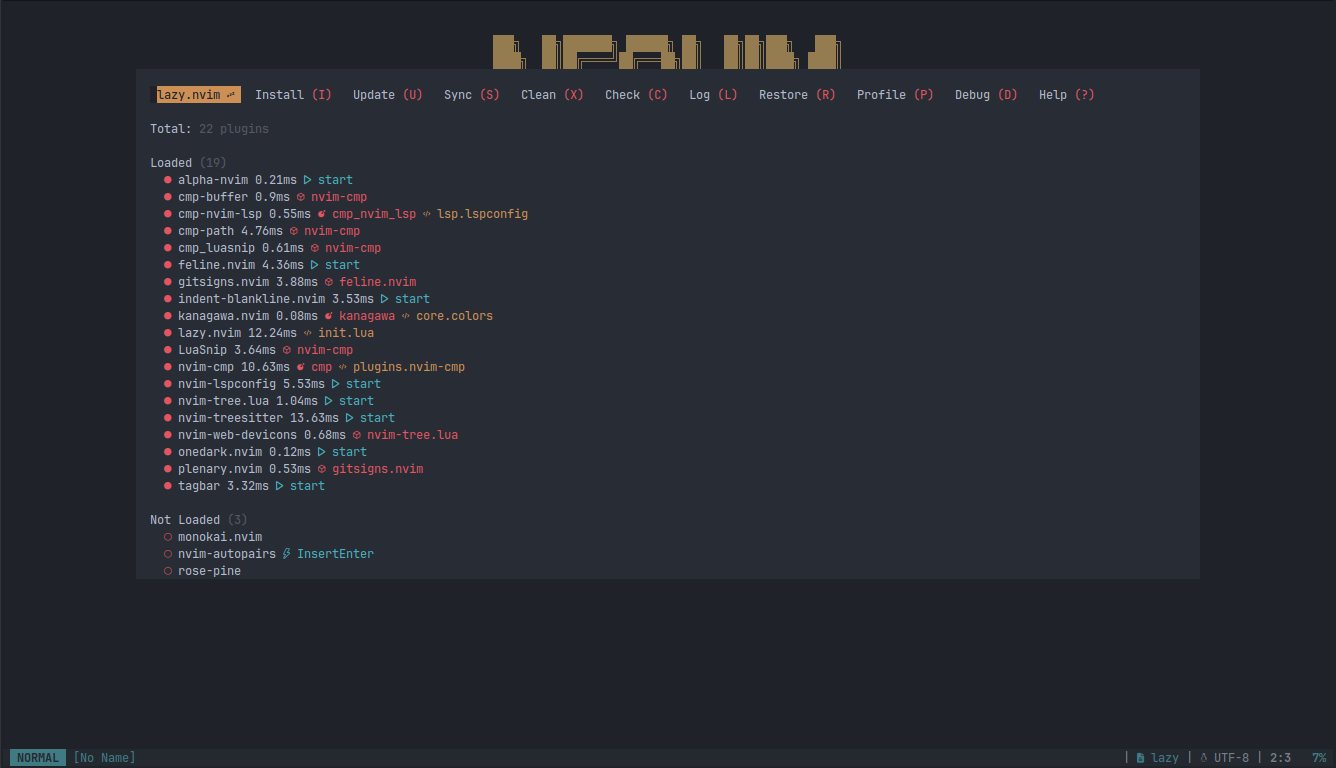 lazy.nvim Install (I) Update (U) Sync (S) Clean (X) Check (C) Log (L) Restore (R) Profile (P) Debug (D) Help (?)
Total: 22 plugins
Loaded (19)
alpha-nvim 0.21ms start
cmp-buffer 0.9ms nvim-cmp
cmp-nvim-lsp 0.55ms cmp_nvim_lsp lsp.lspconfig
cmp-path 4.76ms nvim-cmp
cmp_luasnip 0.61ms nvim-cmp
feline.nvim 4.36ms start
gitsigns.nvim 3.88ms feline.nvim
indent-blankline.nvim 3.53ms start
kanagawa.nvim 0.08ms kanagawa core.colors
lazy.nvim 12.24ms init.lua
LuaSnip 3.64ms nvim-cmp
nvim-cmp 10.63ms cmp plugins.nvim-cmp
nvim-lspconfig 5.53ms start
nvim-tree.lua 1.04ms start
nvim-treesitter 13.63ms start
nvim-web-devicons 0.68ms nvim-tree.lua
onedark.nvim 0.12ms start
plenary.nvim 0.53ms gitsigns.nvim
tagbar 3.32ms start
Not Loaded (3)
monokai.nvim
nvim-autopairs InsertEnter
rose-pine
NORMAL [No Name] | lazy | UTF-8 | 2:3 7%